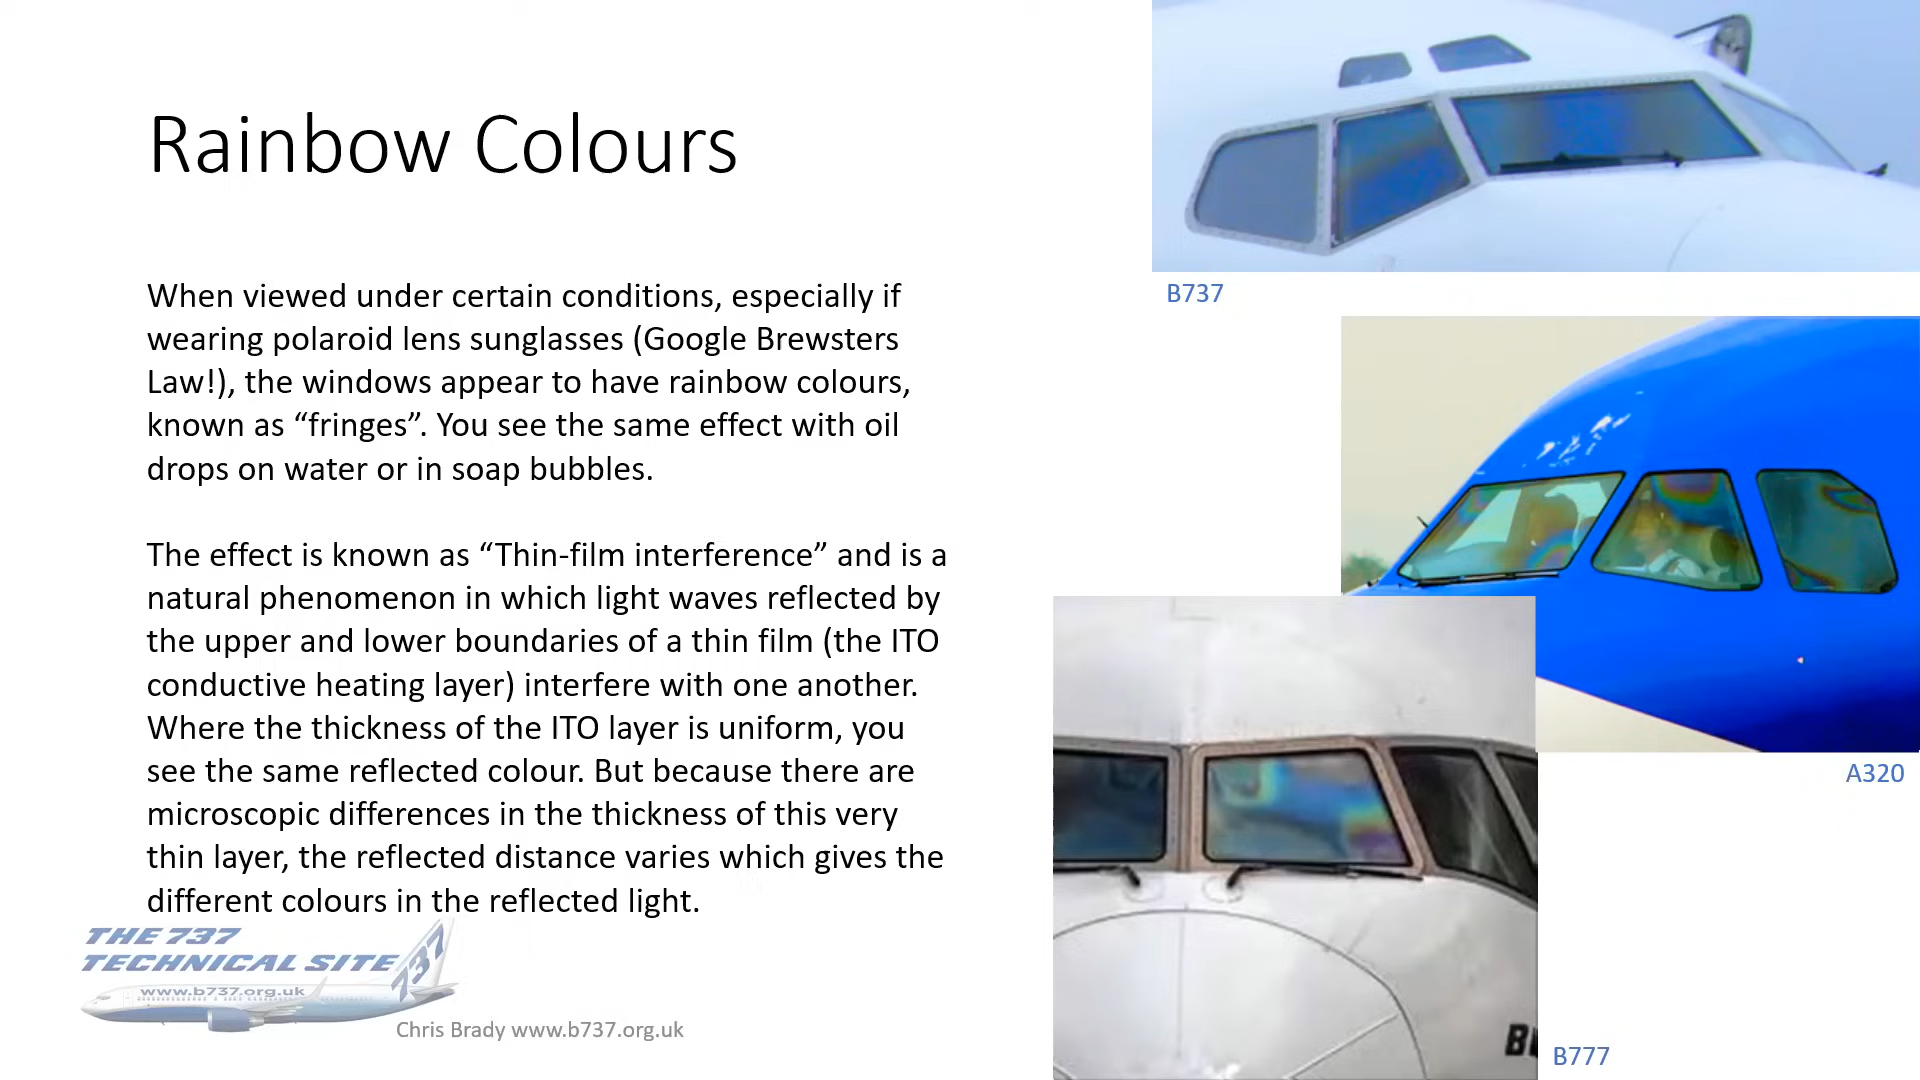 Rainbow Colours
When viewed under certain conditions, especially if
wearing polaroid lens sunglasses (Google Brewsters
Law!), the windows appear to have rainbow colours,
known as “fringes”. You see the same effect with oil
drops on water or in soap bubbles.
The effect is known as “Thin-film interference” and is a
natural phenomenon in which light waves reflected by
the upper and lower boundaries of a thin film (the ITO
conductive heating layer) interfere with one another.
Where the thickness of the ITO layer is uniform, you
see the same reflected colour. But because there are
microscopic differences in the thickness of this very
thin layer, the reflected distance varies which gives the
different colours in the reflected light.
THE 737
TECHNICAL SITE
737
www.b737.org.uk
Chris Brady www.b737.org.uk
B737
A320
B777